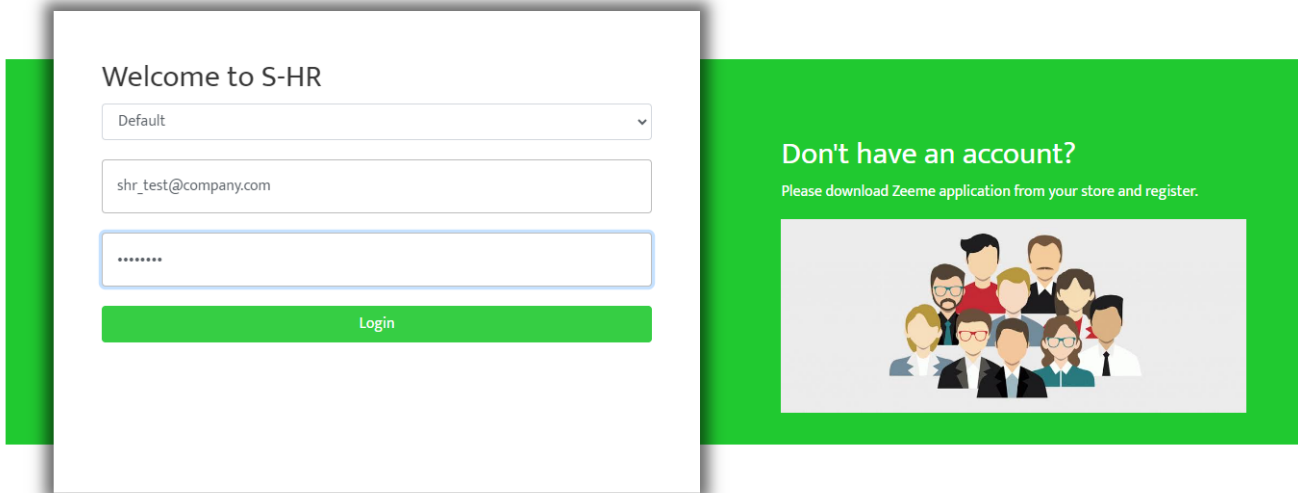 Welcome to S-HR
Default
shr_test@company.com
••••••••
Login
Don't have an account?
Please download Zeeme application from your store and register.